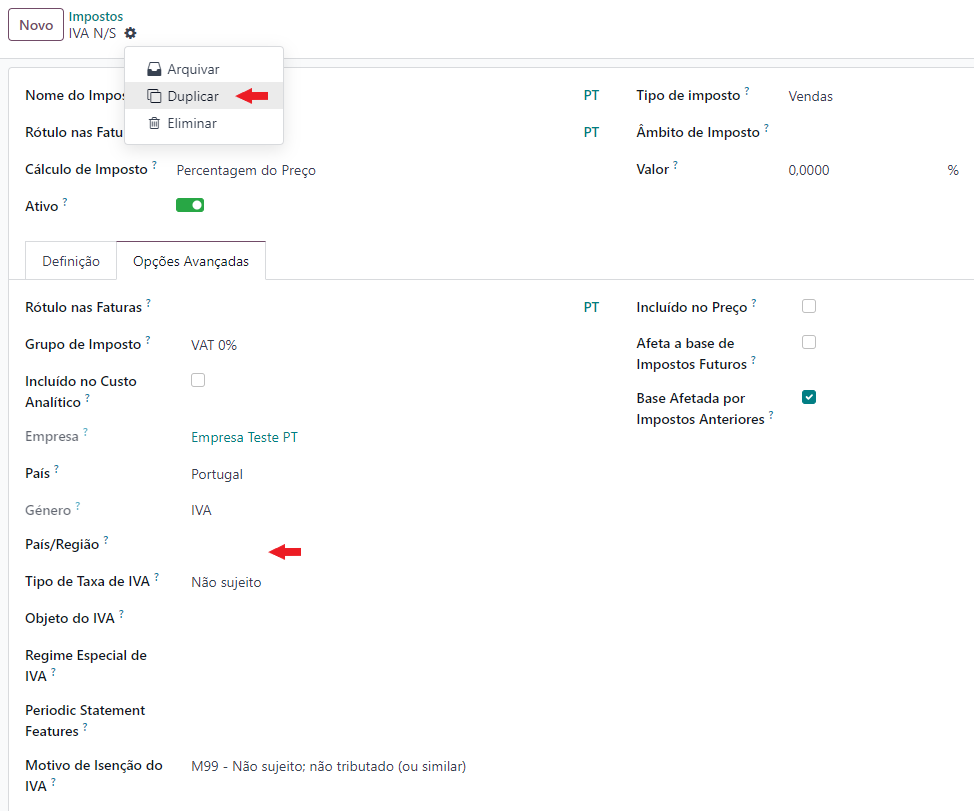 Novo
Impostos
IVA N/S
Arquivar
Duplicar
Eliminar
Nome do Impos
PT
Tipo de imposto ?
Vendas
Rótulo nas Fatu
PT
Âmbito de Imposto ?
Cálculo de Imposto ?
Percentagem do Preço
Valor ?
0,0000
%
Ativo ?
Definição
Opções Avançadas
Rótulo nas Faturas ?
PT
Incluído no Preço ?
Grupo de Imposto ?
VAT 0%
Afeta a base de
Impostos Futuros ?
Incluído no Custo
Analítico ?
Base Afetada por
Impostos Anteriores ?
Empresa ?
Empresa Teste PT
País ?
Portugal
Género ?
IVA
País/Região ?
Tipo de Taxa de IVA ?
Não sujeito
Objeto do IVA ?
Regime Especial de
IVA ?
Periodic Statement
Features ?
Motivo de Isenção do
IVA ?
M99 - Não sujeito; não tributado (ou similar)